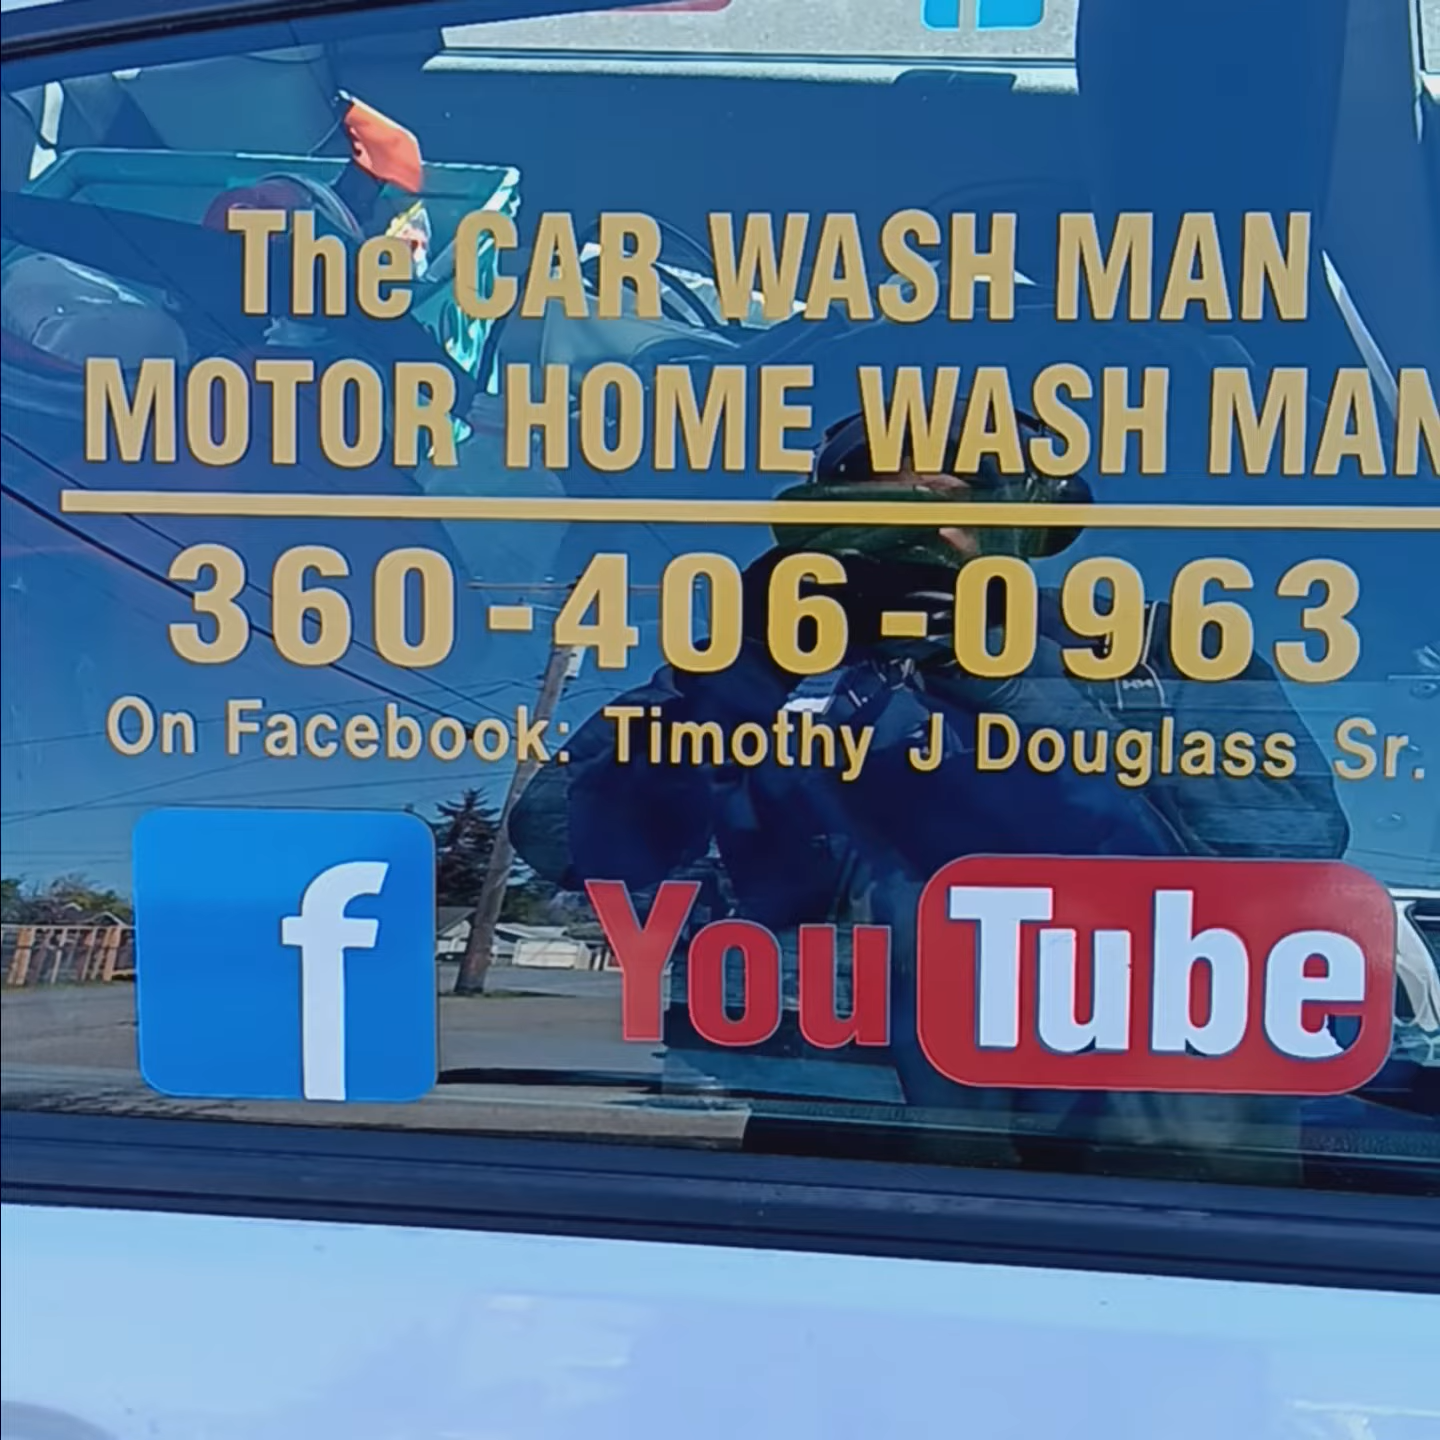 The CAR WASH MAN
MOTOR HOME WASH MAN
360-406-0963
On Facebook: Timothy J Douglass Sr.
f
YouTube